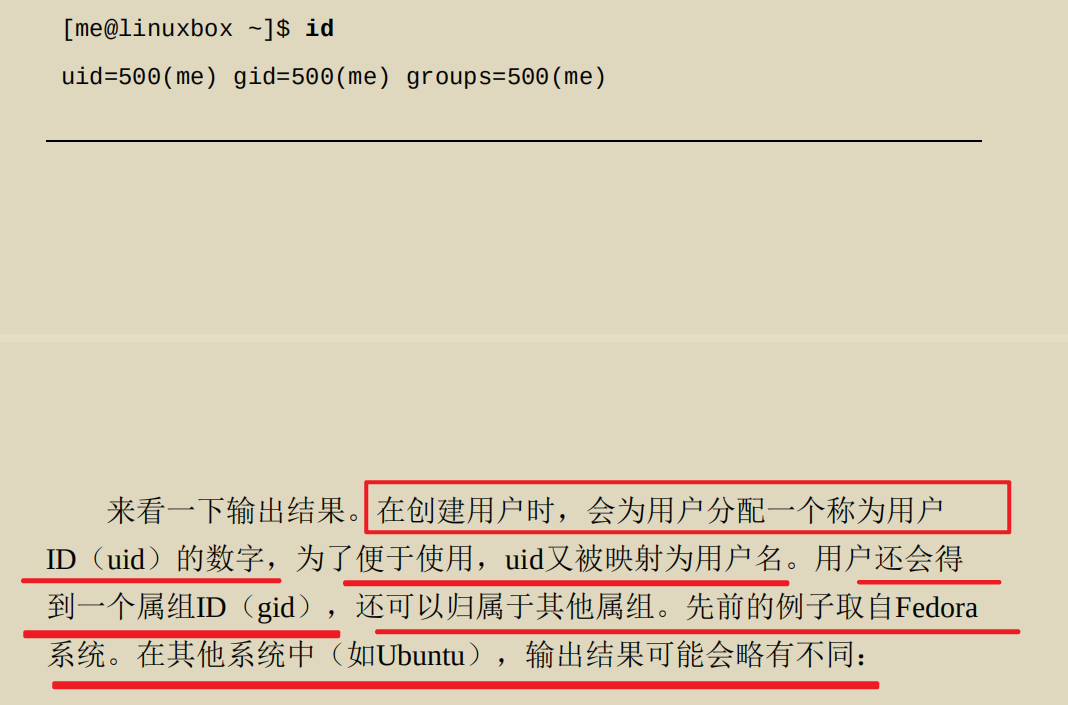 [me@linuxbox ~]$ id
uid=500(me) gid=500(me) groups=500(me)
来看一下输出结果。在创建用户时，会为用户分配一个称为用户
ID（uid）的数字，为了便于使用，uid又被映射为用户名。用户还会得
到一个属组ID（gid），还可以归属于其他属组。先前的例子取自Fedora
系统。在其他系统中（如Ubuntu），输出结果可能会略有不同：